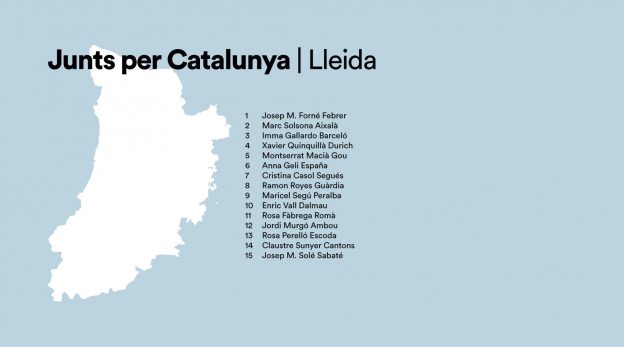 Junts per Catalunya | Lleida
1 Josep M. Forné Febrer
2 Marc Solsona Aixalà
3 Imma Gallardo Barceló
4 Xavier Quinquillà Durich
5 Montserrat Macià Gou
6 Anna Geli España
7 Cristina Casol Segués
8 Ramon Royes Guàrdia
9 Maricel Segú Peralba
10 Enric Vall Dalmau
11 Rosa Fàbrega Romà
12 Jordi Murgó Ambou
13 Rosa Perelló Escoda
14 Claustre Sunyer Cantons
15 Josep M. Solé Sabaté